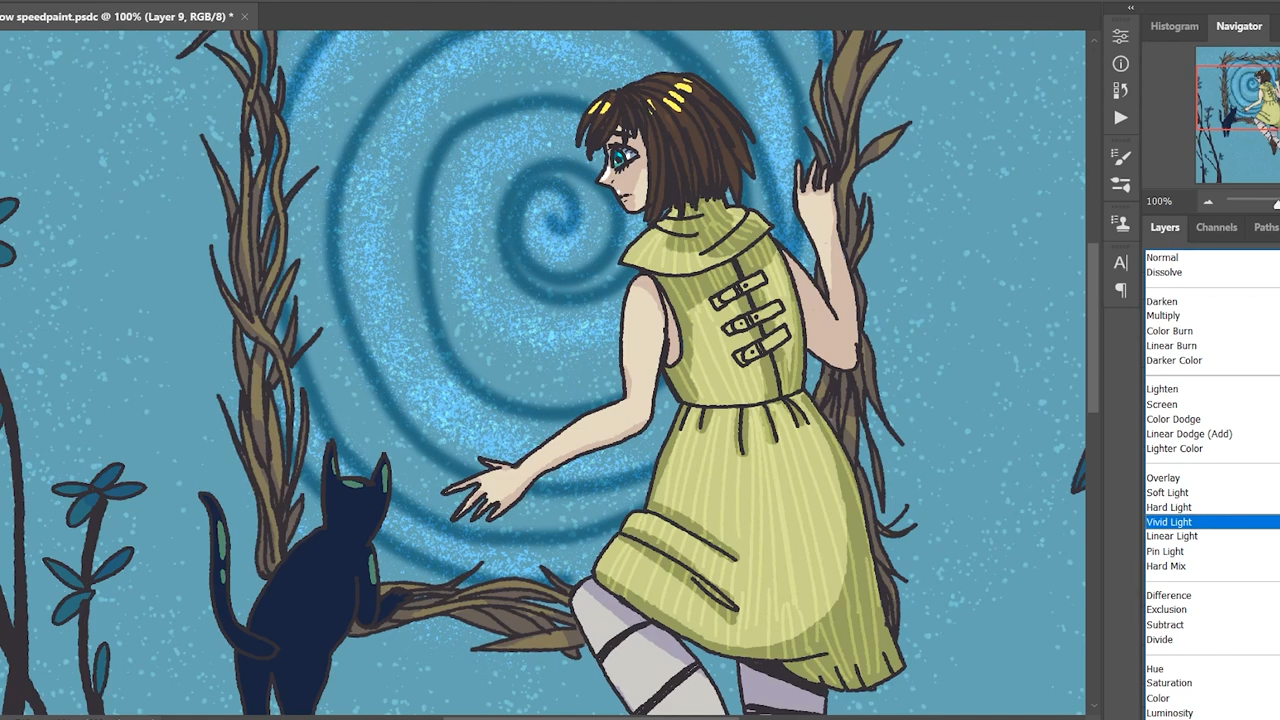 ow speedpaint.psdc @ 100% (Layer 9, RGB/8) *
Histogram
Navigator
100%
Layers
Channels
Paths
Normal
Dissolve
Darken
Multiply
Color Burn
Linear Burn
Darker Color
Lighten
Screen
Color Dodge
Linear Dodge (Add)
Lighter Color
Overlay
Soft Light
Hard Light
Vivid Light
Linear Light
Pin Light
Hard Mix
Difference
Exclusion
Subtract
Divide
Hue
Saturation
Color
Luminosity